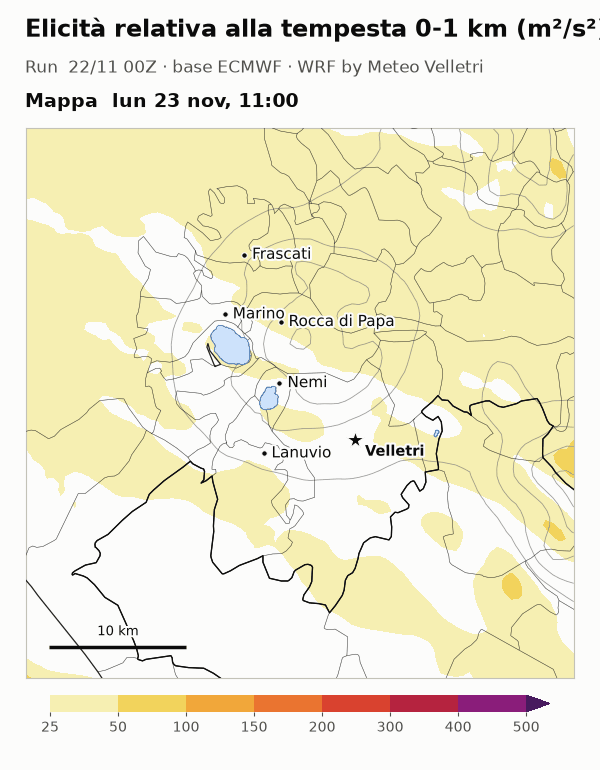 Elicità relativa alla tempesta 0-1 km (m²/s²)
Run 22/11 00Z · base ECMWF · WRF by Meteo Velletri
Mappa lun 23 nov, 11:00
Frascati
Marino
Rocca di Papa
Nemi
Velletri
Lanuvio
10 km
25 50 100 150 200 300 400 500